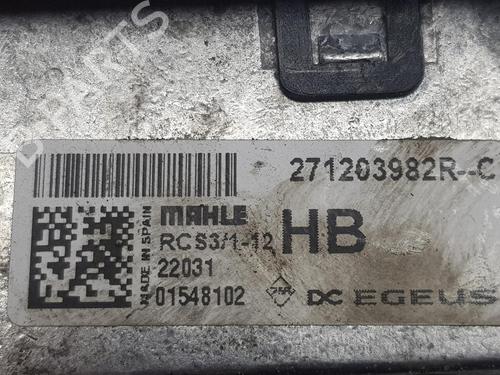 271203982R--C
MADE IN SPAIN
MAHLE
HB
RCS3/1-12
22031
01548102
DC EGEUS
PARTS